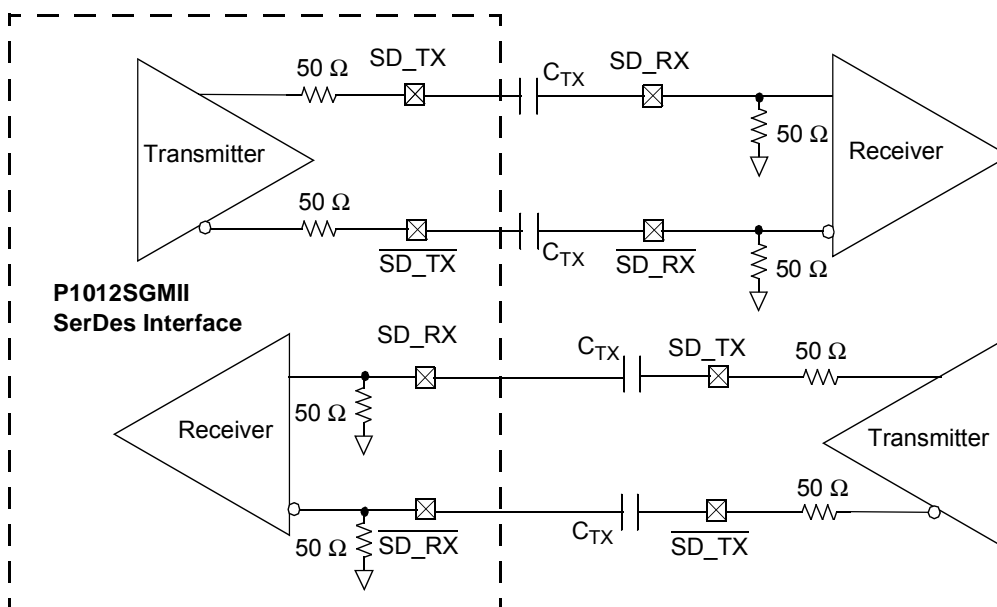 50 Ω
SD_TX
C_TX
SD_RX
50 Ω
Transmitter
Receiver
50 Ω
SD_TX
C_TX
SD_RX
50 Ω
P1012SGMII
SerDes Interface
SD_RX
C_TX
SD_TX
50 Ω
50 Ω
Receiver
Transmitter
50 Ω
50 Ω
SD_RX
C_TX
SD_TX